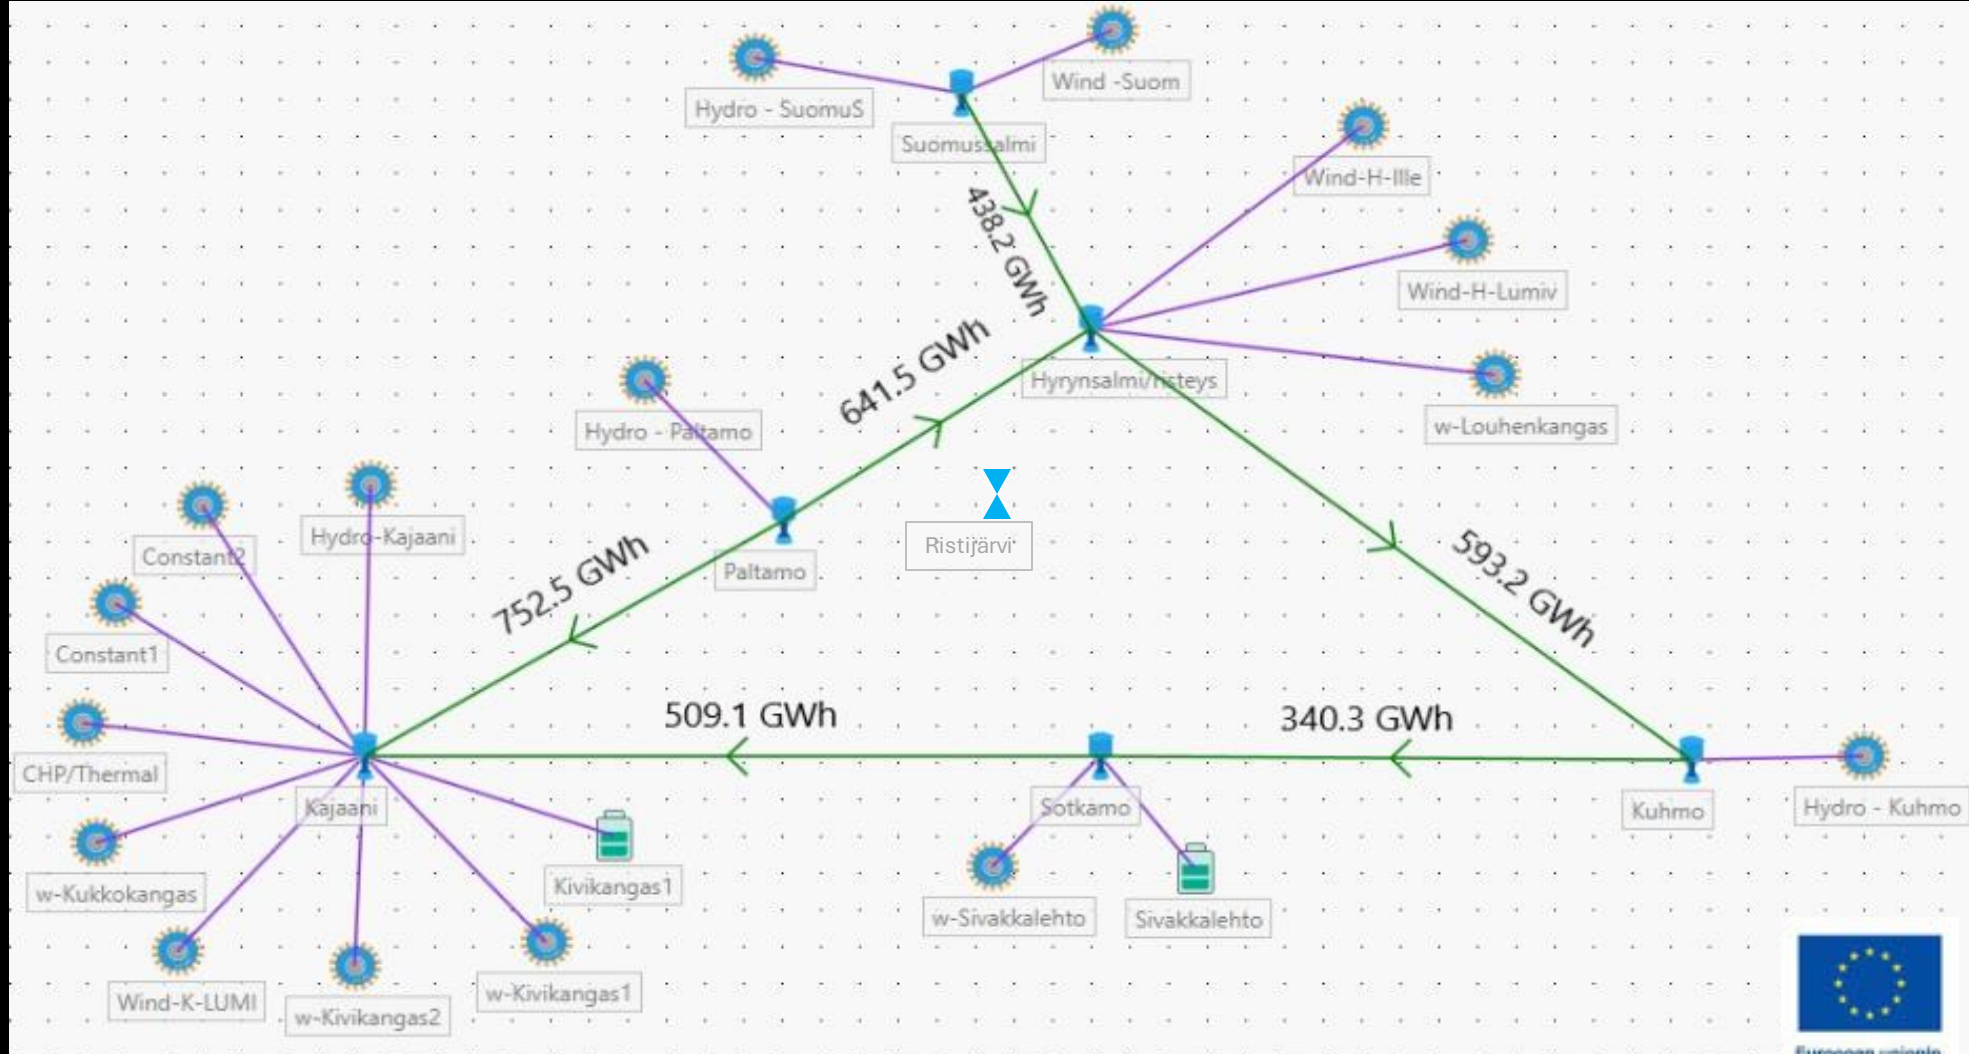 Wind -Suom
Hydro - SuomuS
Suomussalmi
Wind-H-Ille
438.2 GWh
Wind-H-Lumiv
641.5 GWh
Hyrynsalmi/risteys
Hydro - Paltamo
w-Louhenkangas
Hydro-Kajaani
Constant2
Ristijärvi
Paltamo
752.5 GWh
593.2 GWh
Constant1
509.1 GWh
340.3 GWh
CHP/Thermal
Kajaani
Sotkamo
Kuhmo
Hydro - Kuhmo
w-Kukkokangas
Kivikangas1
w-Sivakkalehto
Sivakkalehto
Wind-K-LUMI
w-Kivikangas2
w-Kivikangas1